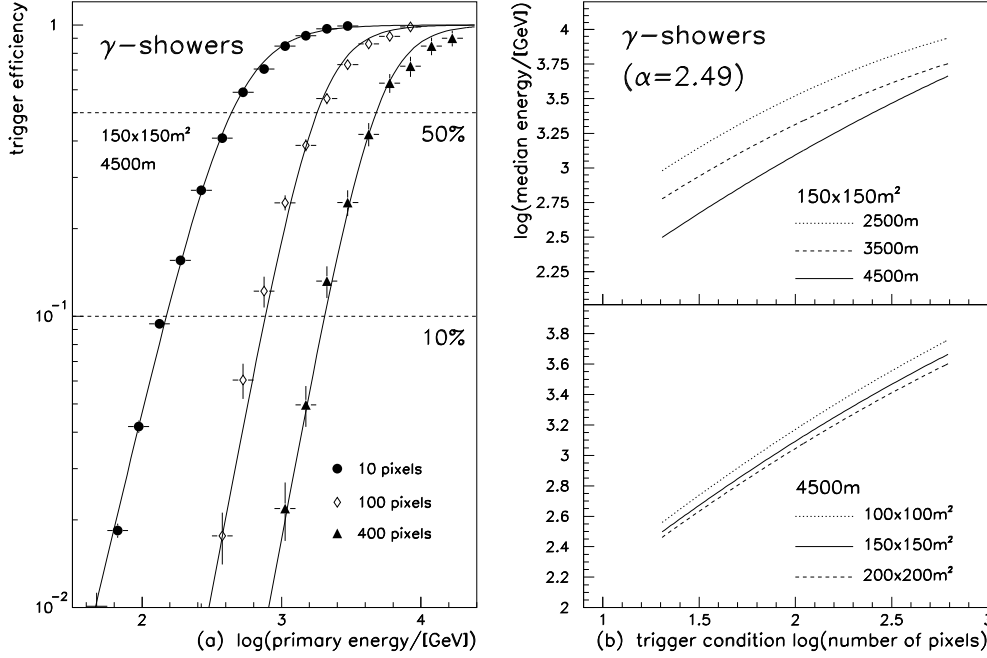 trigger efficiency
1
10⁻¹
10⁻²
γ-showers
150x150m²
4500m
50%
10%
10 pixels
100 pixels
400 pixels
2
3
4
(a) log(primary energy/[GeV])
log(median energy/[GeV])
4
3.75
3.5
3.25
3
2.75
2.5
2.25
γ-showers
(α=2.49)
150x150m²
2500m
3500m
4500m
3.8
3.6
3.4
3.2
3
2.8
2.6
2.4
2.2
2
4500m
100x100m²
150x150m²
200x200m²
1
1.5
2
2.5
3
(b) trigger condition log(number of pixels)